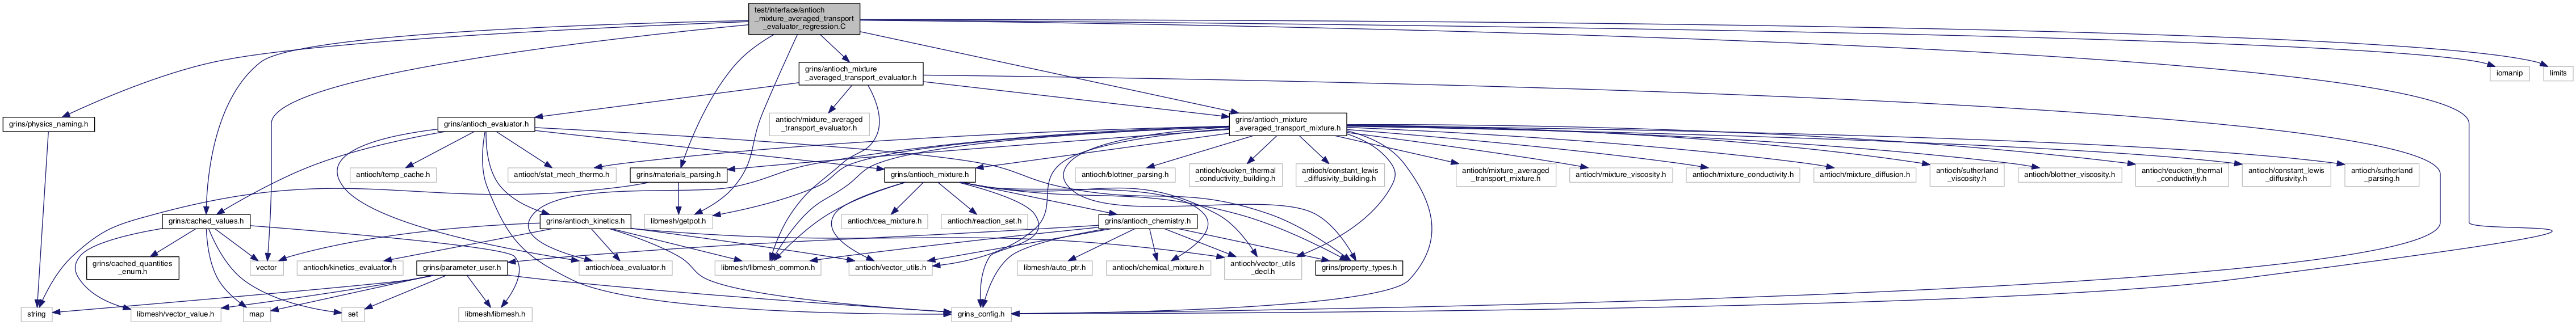 test/interface/antioch
_mixture_averaged_transport
_evaluator_regression.C
grins/antioch_mixture
_averaged_transport_evaluator.h
iomanip
limits
grins/physics_naming.h
grins/antioch_evaluator.h
antioch/mixture_averaged
_transport_evaluator.h
grins/antioch_mixture
_averaged_transport_mixture.h
antioch/temp_cache.h
antioch/stat_mech_thermo.h
grins/materials_parsing.h
grins/antioch_mixture.h
antioch/blottner_parsing.h
antioch/eucken_thermal
_conductivity_building.h
antioch/constant_lewis
_diffusivity_building.h
antioch/mixture_averaged
_transport_mixture.h
antioch/mixture_viscosity.h
antioch/mixture_conductivity.h
antioch/mixture_diffusion.h
antioch/sutherland
_viscosity.h
antioch/blottner_viscosity.h
antioch/eucken_thermal
_conductivity.h
antioch/constant_lewis
_diffusivity.h
antioch/sutherland
_parsing.h
grins/cached_values.h
grins/antioch_kinetics.h
libmesh/getpot.h
antioch/cea_mixture.h
antioch/reaction_set.h
grins/antioch_chemistry.h
grins/cached_quantities
_enum.h
vector
antioch/kinetics_evaluator.h
grins/parameter_user.h
antioch/cea_evaluator.h
libmesh/libmesh_common.h
antioch/vector_utils.h
libmesh/auto_ptr.h
antioch/chemical_mixture.h
antioch/vector_utils
_decl.h
grins/property_types.h
string
libmesh/vector_value.h
map
set
libmesh/libmesh.h
grins_config.h